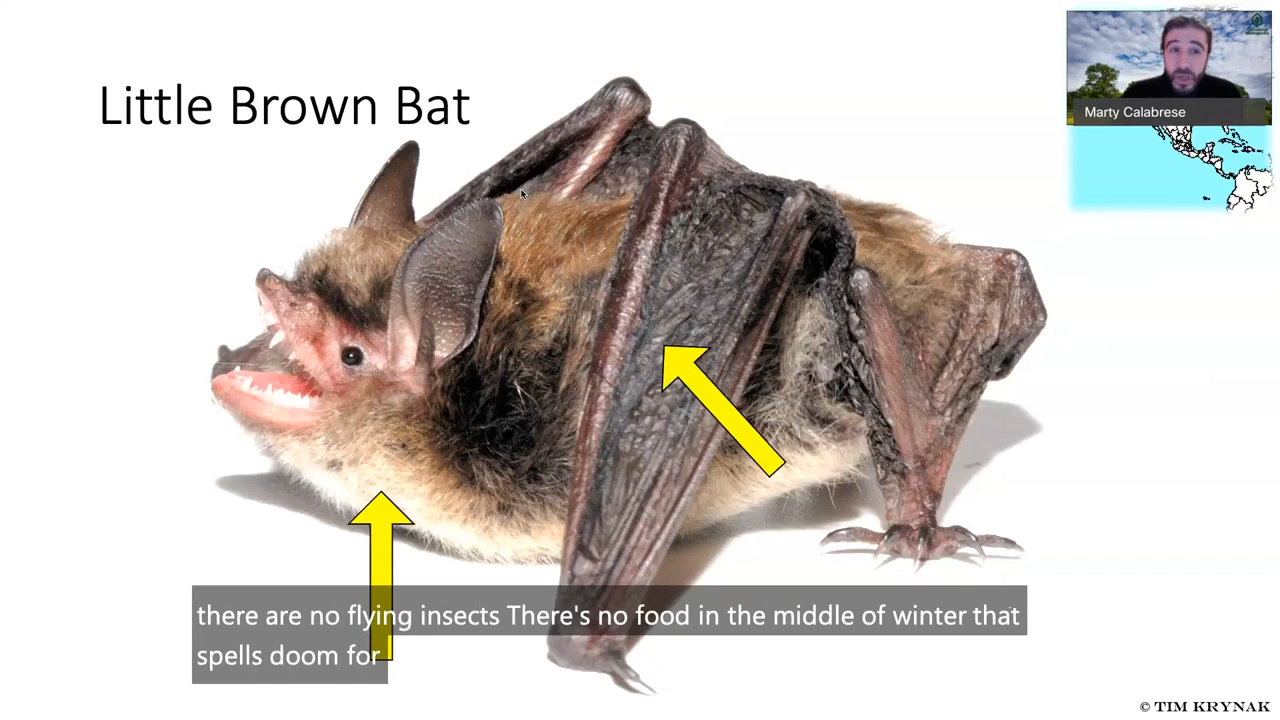 Little Brown Bat
Marty Calabrese
there are no flying insects There's no food in the middle of winter that
spells doom for
© TIM KRYNAK